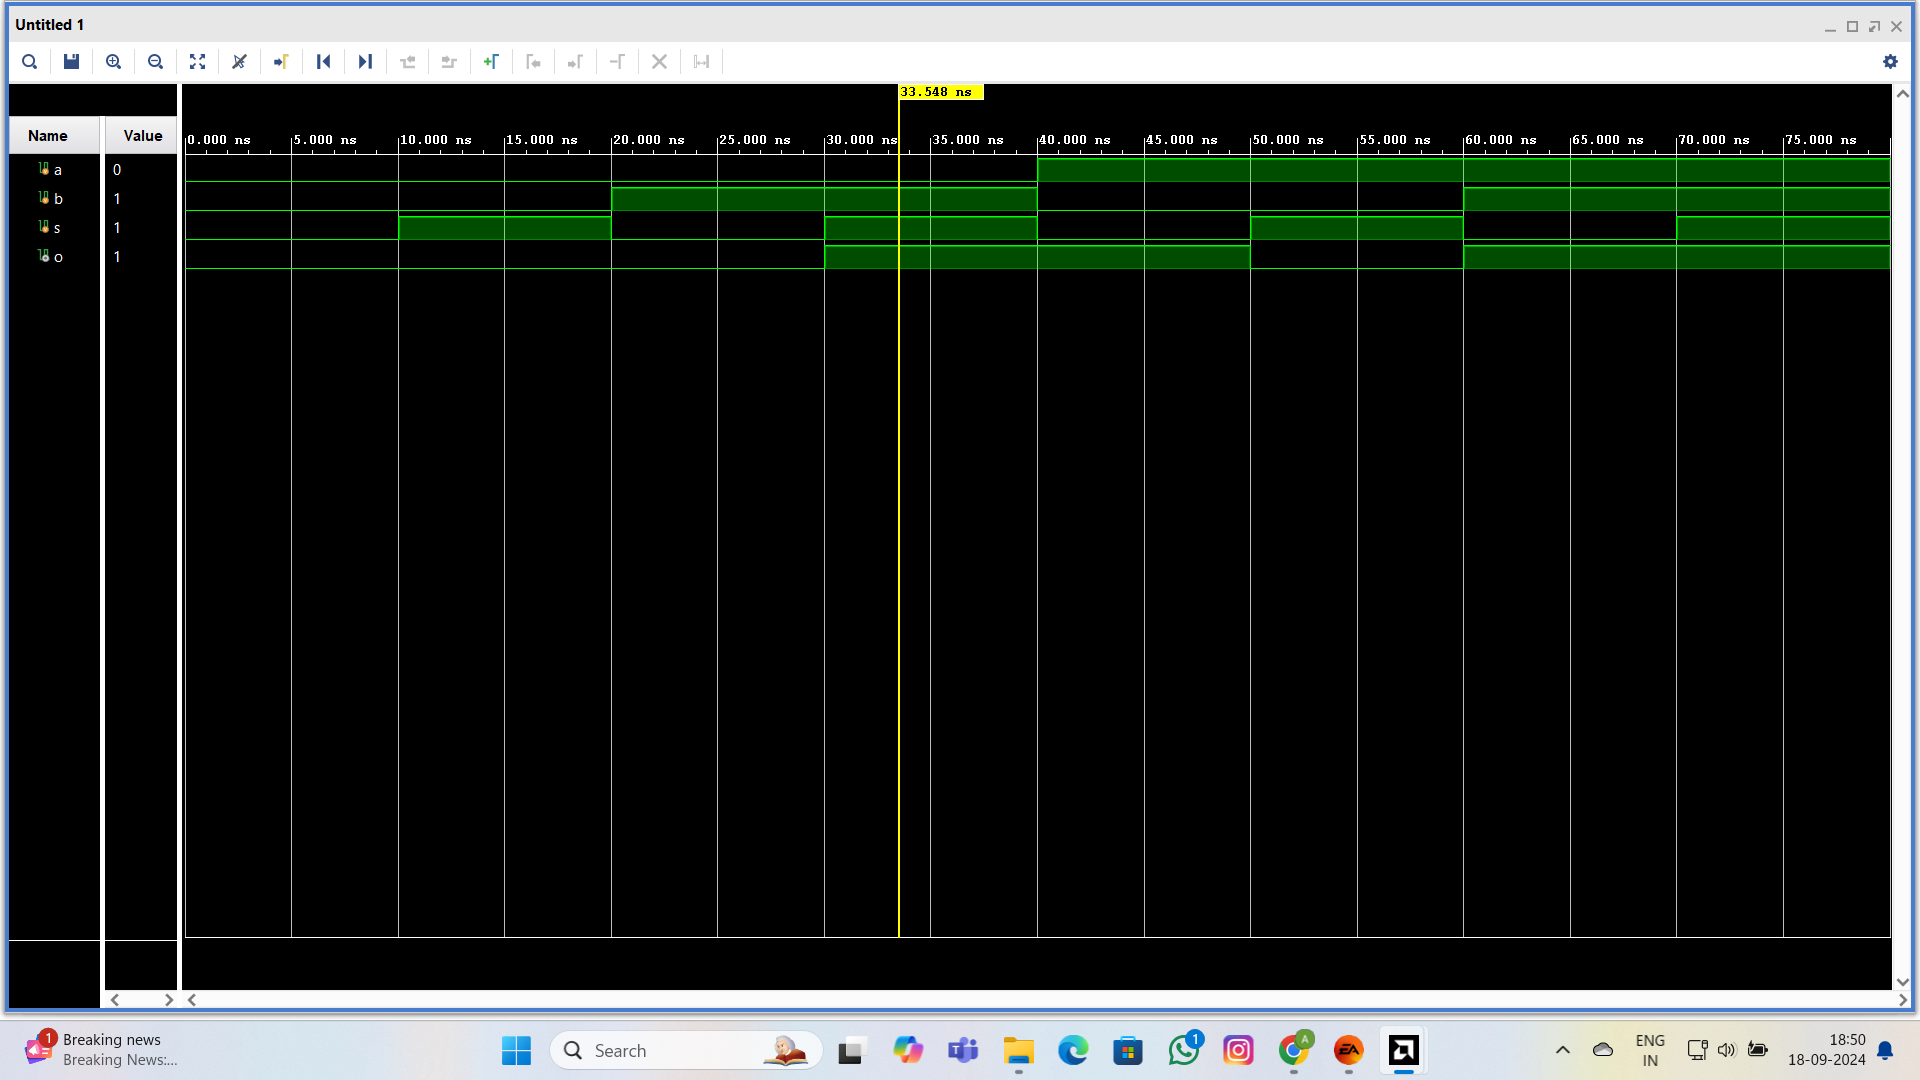 Untitled 1
33.548 ns
Name Value
0.000 ns 5.000 ns 10.000 ns 15.000 ns 20.000 ns 25.000 ns 30.000 ns 35.000 ns 40.000 ns 45.000 ns 50.000 ns 55.000 ns 60.000 ns 65.000 ns 70.000 ns 75.000 ns
a 0
b 1
s 1
o 1
1
Breaking news
Breaking News:...
Search
1
A
EA
ENG
IN
18:50
18-09-2024